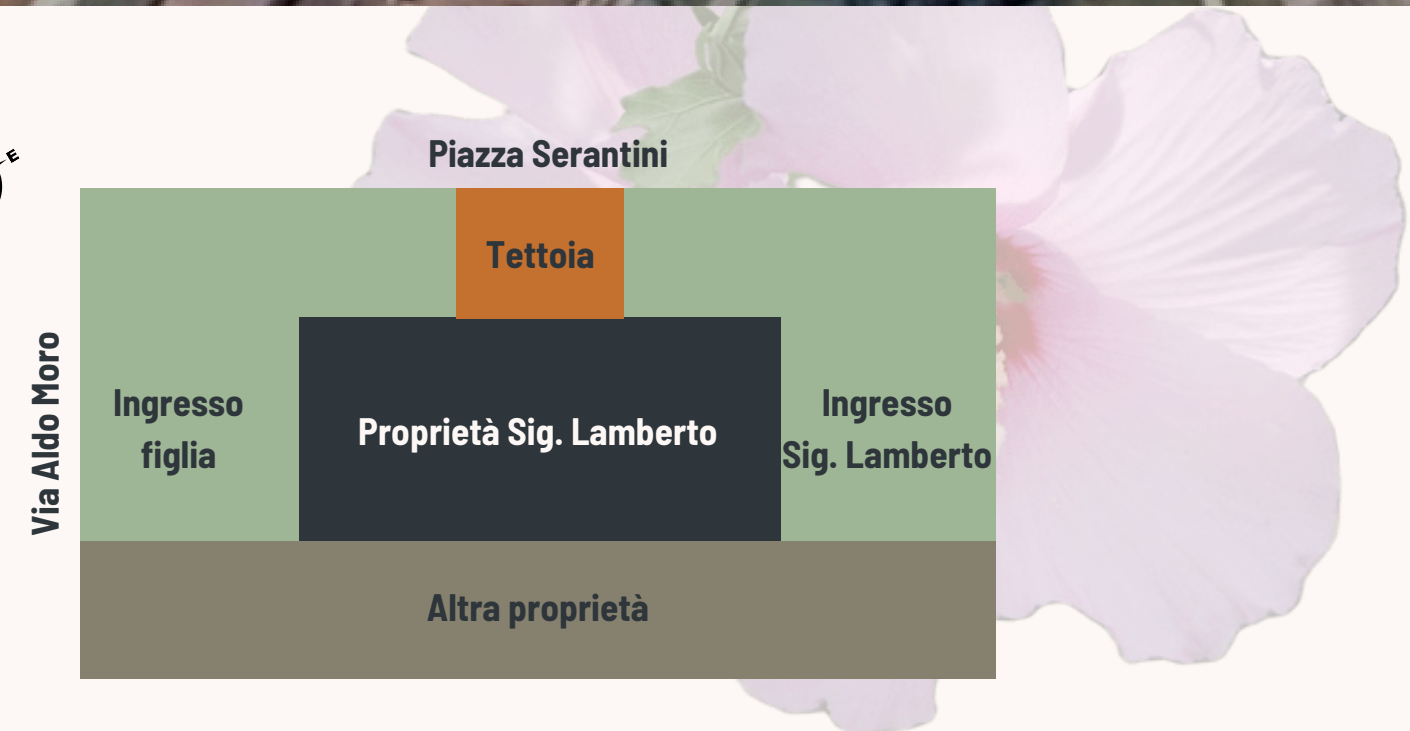 E
Piazza Serantini
Tettoia
Via Aldo Moro
Ingresso
figlia
Proprietà Sig. Lamberto
Ingresso
Sig. Lamberto
Altra proprietà